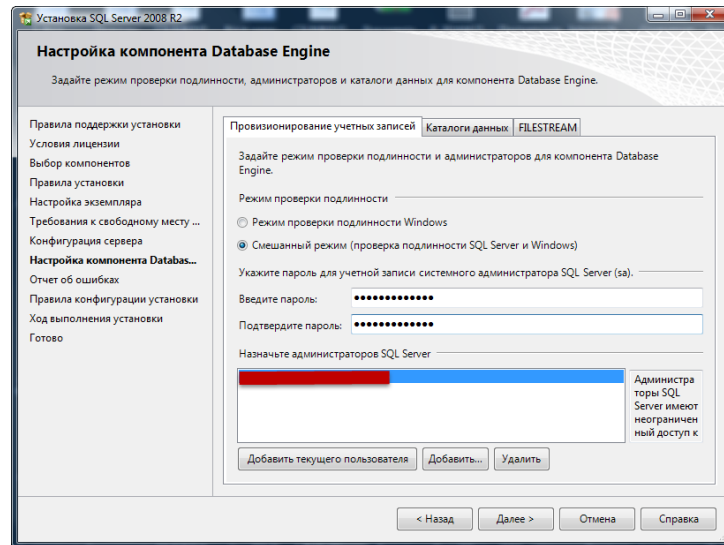 Установка SQL Server 2008 R2
Настройка компонента Database Engine
Задайте режим проверки подлинности, администраторов и каталоги данных для компонента Database Engine.
Правила поддержки установки
Условия лицензии
Выбор компонентов
Правила установки
Настройка экземпляра
Требования к свободному месту ...
Конфигурация сервера
Настройка компонента Databas...
Отчет об ошибках
Правила конфигурации установки
Ход выполнения установки
Готово
Провизионирование учетных записей
Каталоги данных
FILESTREAM
Задайте режим проверки подлинности и администраторов для компонента Database
Engine.
Режим проверки подлинности
Режим проверки подлинности Windows
Смешанный режим (проверка подлинности SQL Server и Windows)
Укажите пароль для учетной записи системного администратора SQL Server (sa).
Введите пароль:
Подтвердите пароль:
Назначьте администраторов SQL Server
Администра
торы SQL
Server имеют
неограничен
ный доступ к
Добавить текущего пользователя
Добавить...
Удалить
< Назад
Далее >
Отмена
Справка